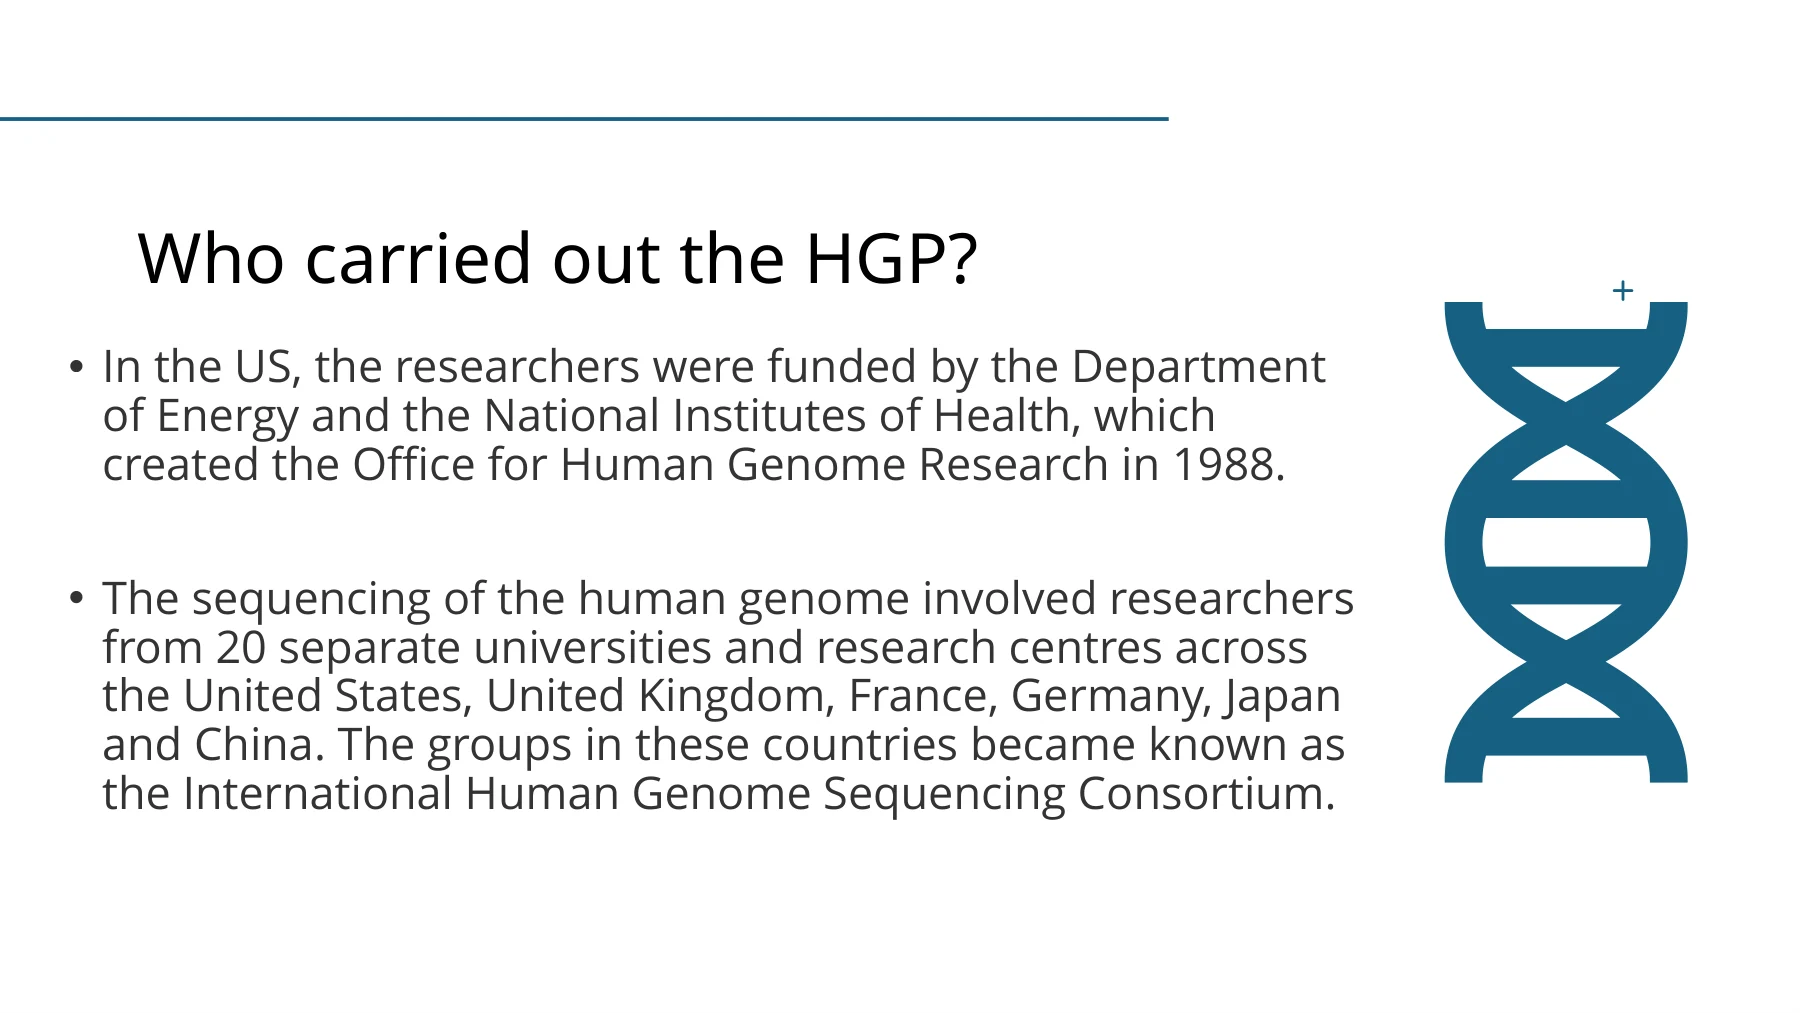 Who carried out the HGP?
+
• In the US, the researchers were funded by the Department
of Energy and the National Institutes of Health, which
created the Office for Human Genome Research in 1988.
• The sequencing of the human genome involved researchers
from 20 separate universities and research centres across
the United States, United Kingdom, France, Germany, Japan
and China. The groups in these countries became known as
the International Human Genome Sequencing Consortium.